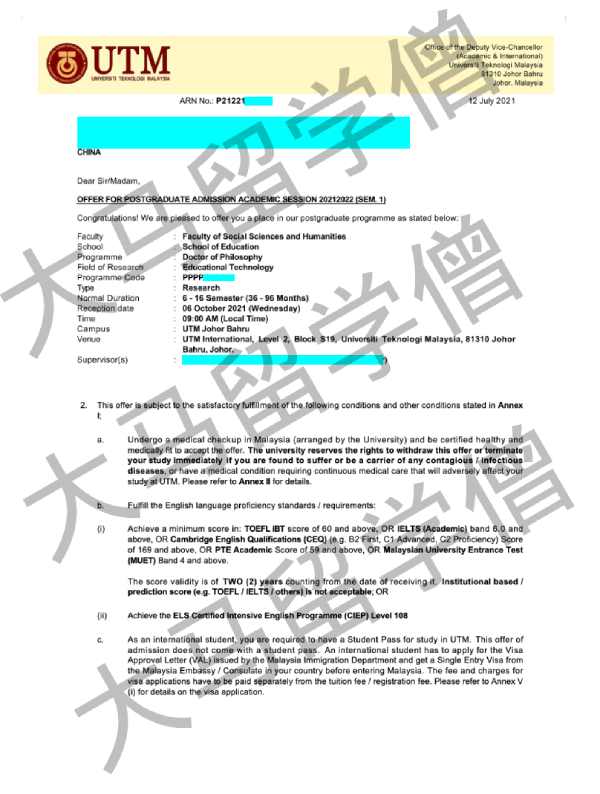 UTM
UNIVERSITI TEKNOLOGI MALAYSIA
Office of the Deputy Vice-Chancellor
(Academic & International)
Universiti Teknologi Malaysia
81310 Johor Bahru
Johor, Malaysia
ARN No.: P21221
12 July 2021
CHINA
Dear Sir/Madam,
OFFER FOR POSTGRADUATE ADMISSION ACADEMIC SESSION 20212022 (SEM. 1)
Congratulations! We are pleased to offer you a place in our postgraduate programme as stated below:
Faculty : Faculty of Social Sciences and Humanities
School : School of Education
Programme : Doctor of Philosophy
Field of Research : Educational Technology
Programme Code : PPPP
Type : Research
Normal Duration : 6 - 16 Semester (36 - 96 Months)
Reception date : 06 October 2021 (Wednesday)
Time : 09:00 AM (Local Time)
Campus : UTM Johor Bahru
Venue : UTM International, Level 2, Block S19, Universiti Teknologi Malaysia, 81310 Johor
Bahru, Johor.
Supervisor(s) : )
2. This offer is subject to the satisfactory fulfillment of the following conditions and other conditions stated in Annex
I;
a. Undergo a medical checkup in Malaysia (arranged by the University) and be certified healthy and
medically fit to accept the offer. The university reserves the rights to withdraw this offer or terminate
your study immediately if you are found to suffer or be a carrier of any contagious / infectious
diseases, or have a medical condition requiring continuous medical care that will adversely affect your
study at UTM. Please refer to Annex II for details.
b. Fulfill the English language proficiency standards / requirements:
(i) Achieve a minimum score in: TOEFL iBT score of 60 and above, OR IELTS (Academic) band 6.0 and
above, OR Cambridge English Qualifications (CEQ) (e.g. B2 First, C1 Advanced, C2 Proficiency) Score
of 169 and above, OR PTE Academic Score of 59 and above, OR Malaysian University Entrance Test
(MUET) Band 4 and above.
The score validity is of TWO (2) years counting from the date of receiving it. Institutional based /
prediction score (e.g. TOEFL / IELTS / others) is not acceptable; OR
(ii) Achieve the ELS Certified Intensive English Programme (CIEP) Level 108
c. As an international student, you are required to have a Student Pass for study in UTM. This offer of
admission does not come with a student pass. An international student has to apply for the Visa
Approval Letter (VAL) issued by the Malaysia Immigration Department and get a Single Entry Visa from
the Malaysia Embassy / Consulate in your country before entering Malaysia. The fee and charges for
visa applications have to be paid separately from the tuition fee / registration fee. Please refer to Annex V
(i) for details on the visa application.
大马留学僧
大马留学僧
大马留学僧